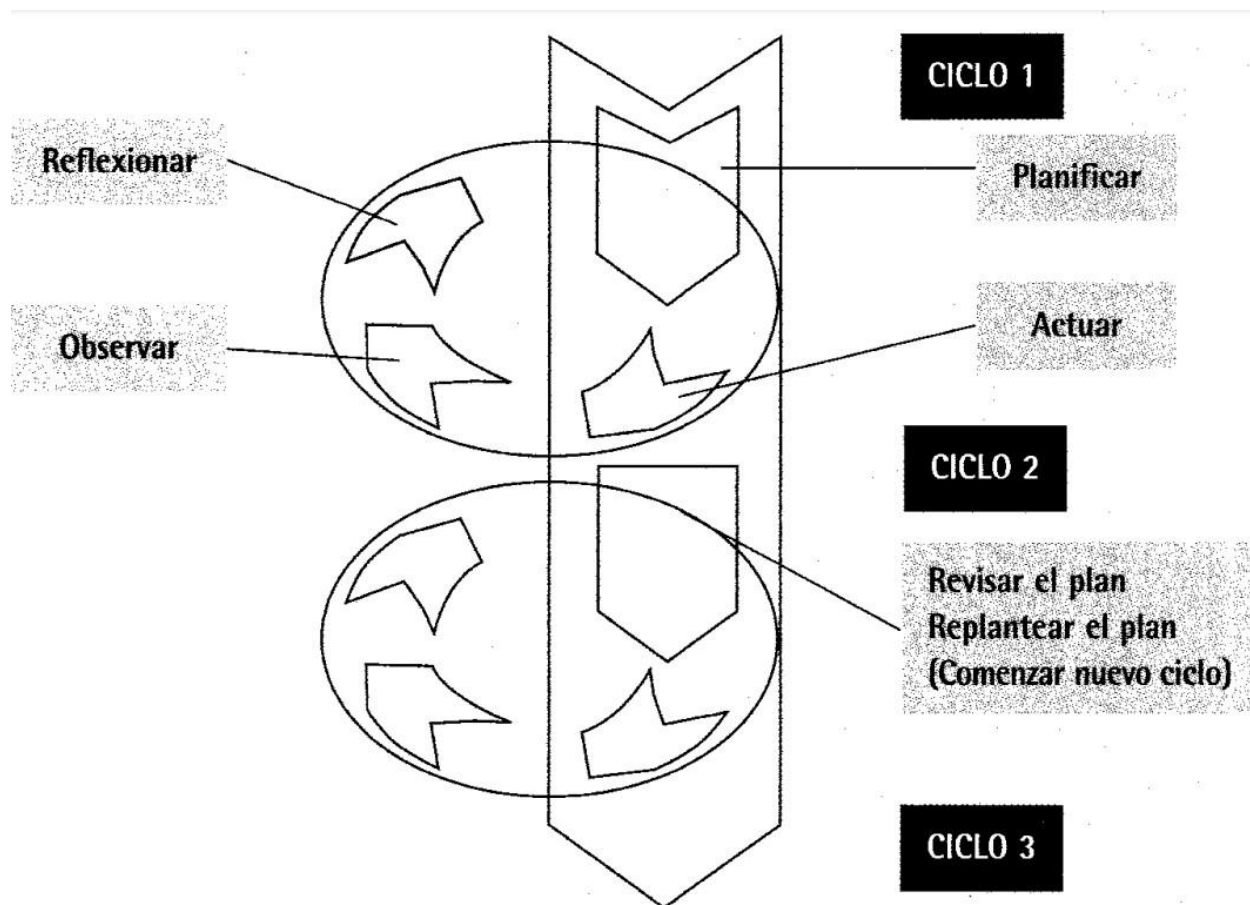 CICLO 1
Reflexionar
Planificar
Observar
Actuar
CICLO 2
Revisar el plan
Replantear el plan
(Comenzar nuevo ciclo)
CICLO 3